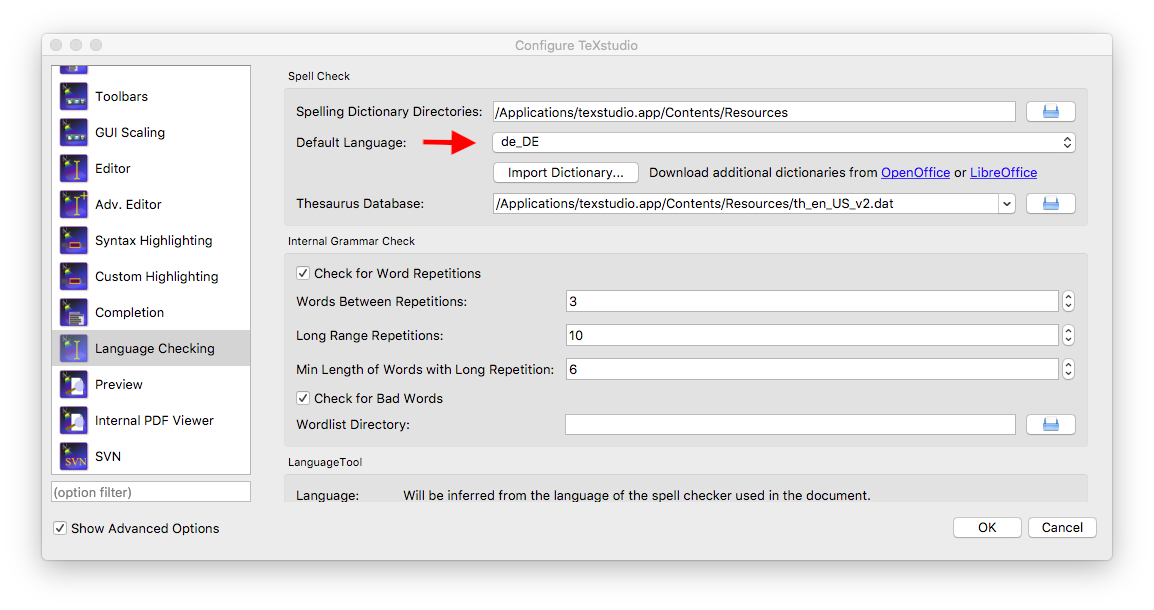 Configure TeXstudio
Toolbars
GUI Scaling
Editor
Adv. Editor
Syntax Highlighting
Custom Highlighting
Completion
Language Checking
Preview
Internal PDF Viewer
SVN
SVN
(option filter)
Show Advanced Options
Spell Check
Spelling Dictionary Directories: /Applications/texstudio.app/Contents/Resources
Default Language: de_DE
Import Dictionary... Download additional dictionaries from OpenOffice or LibreOffice
Thesaurus Database: /Applications/texstudio.app/Contents/Resources/th_en_US_v2.dat
Internal Grammar Check
Check for Word Repetitions
Words Between Repetitions: 3
Long Range Repetitions: 10
Min Length of Words with Long Repetition: 6
Check for Bad Words
Wordlist Directory:
LanguageTool
Language: Will be inferred from the language of the spell checker used in the document.
OK Cancel